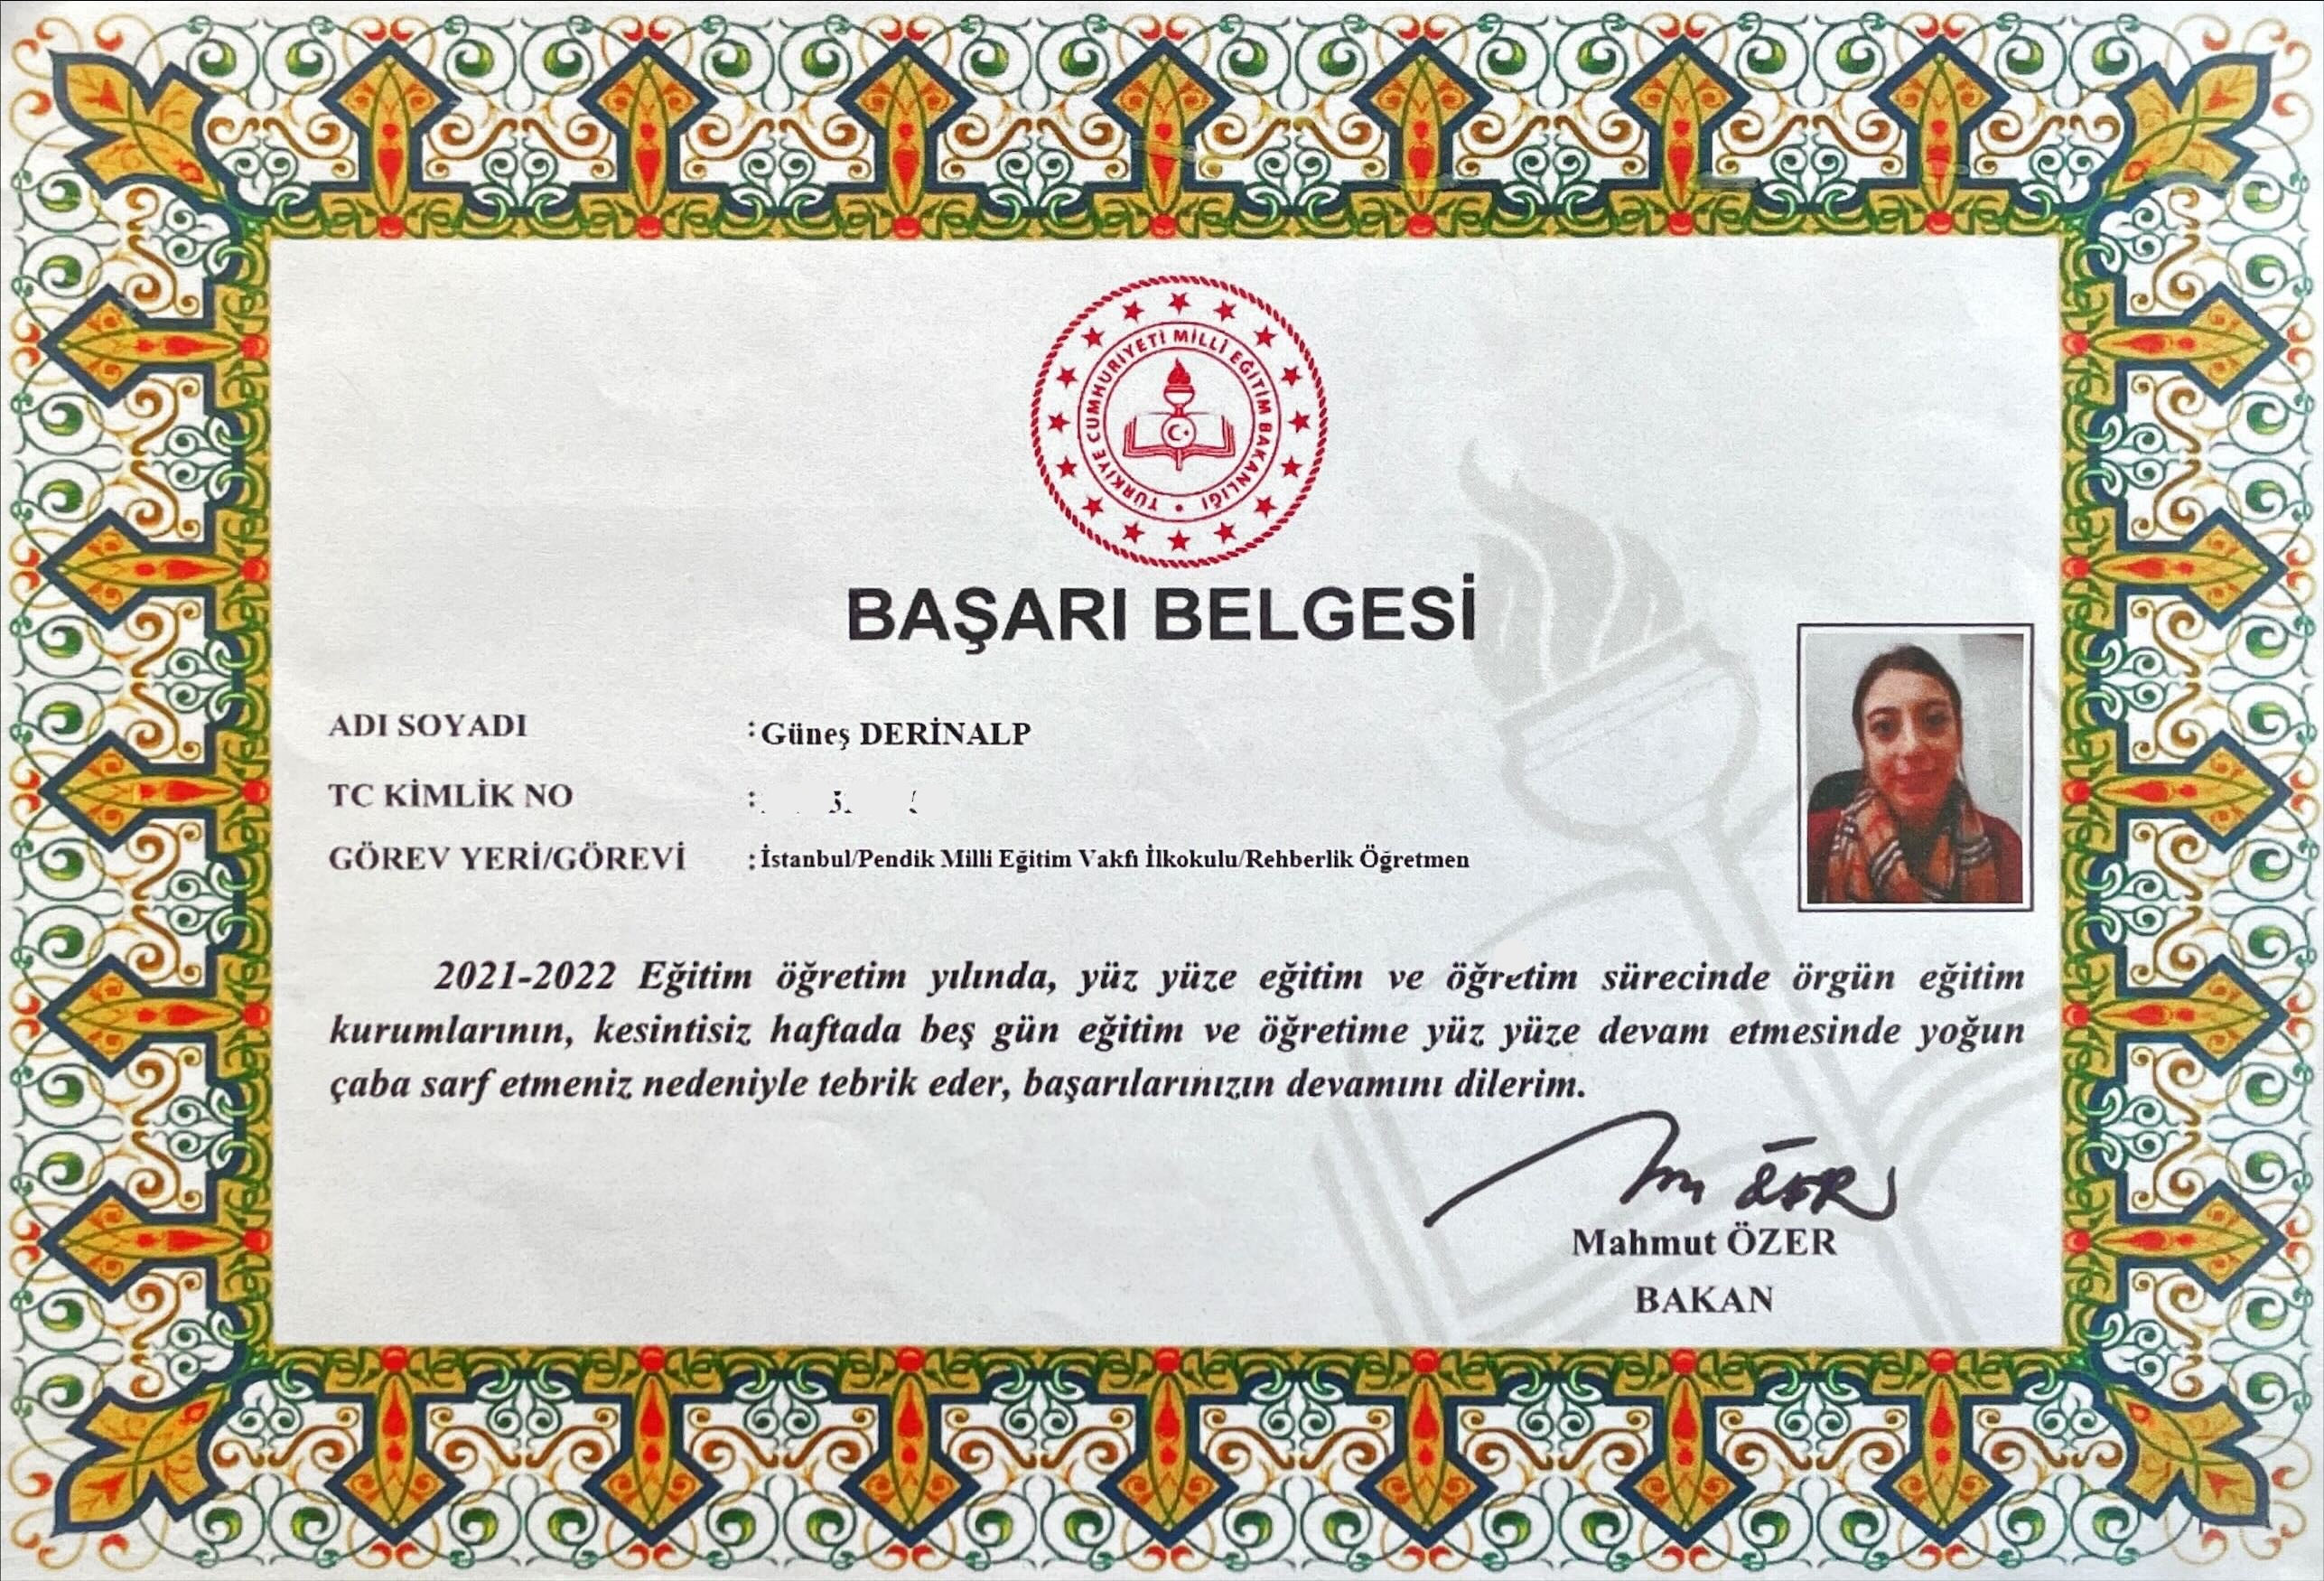 TÜRKİYE CUMHURİYETİ MİLLİ EĞİTİM BAKANLIĞI
BAŞARI BELGESİ
ADI SOYADI : Güneş DERİNALP
TC KİMLİK NO :
GÖREV YERİ/GÖREVİ : İstanbul/Pendik Milli Eğitim Vakfı İlkokulu/Rehberlik Öğretmen
2021-2022 Eğitim öğretim yılında, yüz yüze eğitim ve öğretim sürecinde örgün eğitim
kurumlarının, kesintisiz haftada beş gün eğitim ve öğretime yüz yüze devam etmesinde yoğun
çaba sarf etmeniz nedeniyle tebrik eder, başarılarınızın devamını dilerim.
Mahmut ÖZER
BAKAN